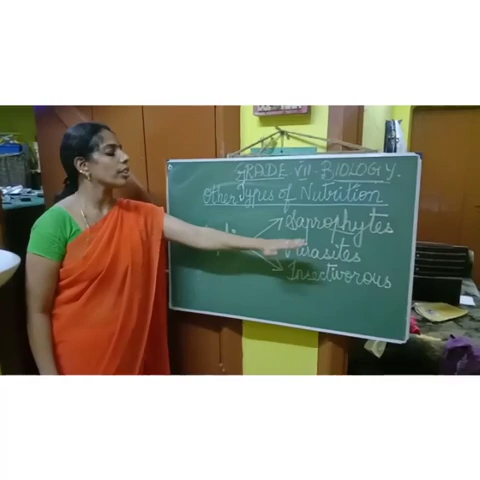 GRADE VII - BIOLOGY.
Other Types of Nutrition
Saprophytes
Parasites
Insectivorous